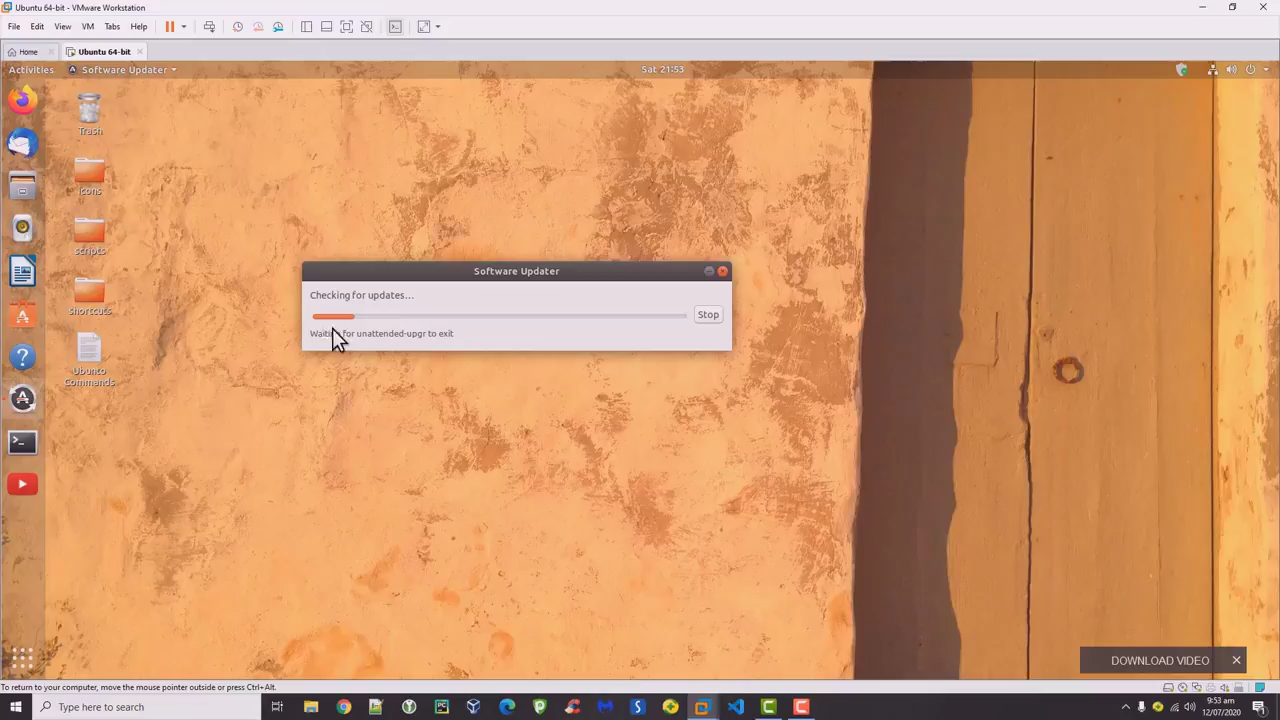 Ubuntu 64-bit - VMware Workstation
File Edit View VM Tabs Help
Home Ubuntu 64-bit
Activities Software Updater Sat 21:53
Trash
icons
scripts
shortcuts
Ubunto
Commands
Software Updater
Checking for updates...
Stop
Waiting for unattended-upgr to exit
DOWNLOAD VIDEO
To return to your computer, move the mouse pointer outside or press Ctrl+Alt.
Type here to search
9:53 am
12/07/2020